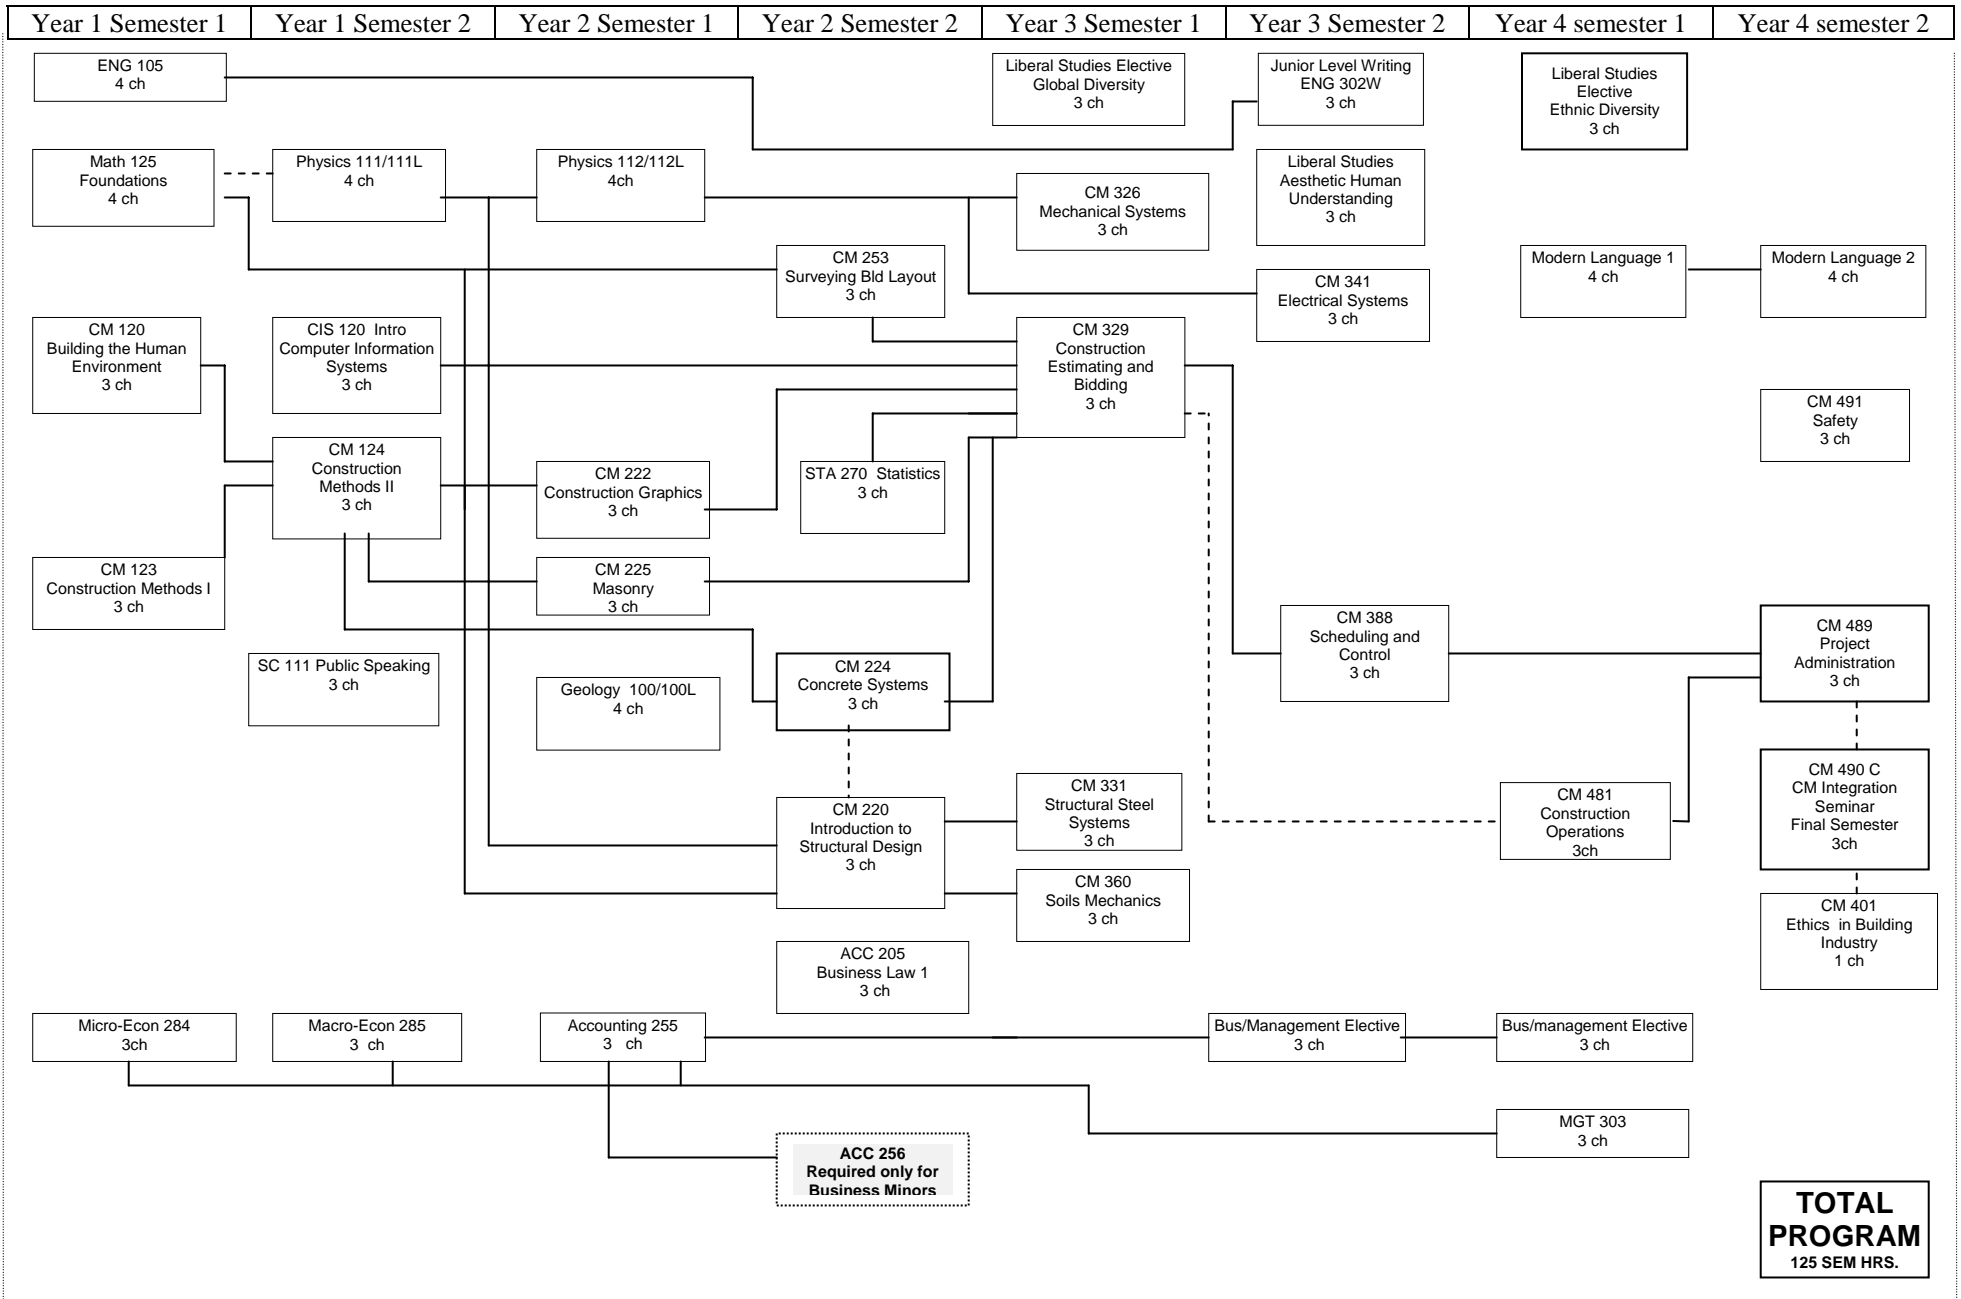 Year 1 Semester 1
Year 1 Semester 2
Year 2 Semester 1
Year 2 Semester 2
Year 3 Semester 1
Year 3 Semester 2
Year 4 semester 1
Year 4 semester 2
ENG 105
4 ch
Math 125
Foundations
4 ch
CM 120
Building the Human
Environment
3 ch
CM 123
Construction Methods I
3 ch
Micro-Econ 284
3ch
Physics 111/111L
4 ch
CIS 120 Intro
Computer Information
Systems
3 ch
CM 124
Construction
Methods II
3 ch
SC 111 Public Speaking
3 ch
Macro-Econ 285
3 ch
Physics 112/112L
4ch
CM 222
Construction Graphics
3 ch
CM 225
Masonry
3 ch
Geology 100/100L
4 ch
Accounting 255
3 ch
CM 253
Surveying Bld Layout
3 ch
STA 270 Statistics
3 ch
CM 224
Concrete Systems
3 ch
CM 220
Introduction to
Structural Design
3 ch
ACC 205
Business Law 1
3 ch
ACC 256
Required only for
Business Minors
Liberal Studies Elective
Global Diversity
3 ch
CM 326
Mechanical Systems
3 ch
CM 329
Construction
Estimating and
Bidding
3 ch
CM 331
Structural Steel
Systems
3 ch
CM 360
Soils Mechanics
3 ch
Junior Level Writing
ENG 302W
3 ch
Liberal Studies
Aesthetic Human
Understanding
3 ch
CM 341
Electrical Systems
3 ch
CM 388
Scheduling and
Control
3 ch
Bus/Management Elective
3 ch
Liberal Studies
Elective
Ethnic Diversity
3 ch
Modern Language 1
4 ch
CM 481
Construction
Operations
3ch
Bus/management Elective
3 ch
MGT 303
3 ch
Modern Language 2
4 ch
CM 491
Safety
3 ch
CM 489
Project
Administration
3 ch
CM 490 C
CM Integration
Seminar
Final Semester
3ch
CM 401
Ethics in Building
Industry
1 ch
TOTAL
PROGRAM
125 SEM HRS.